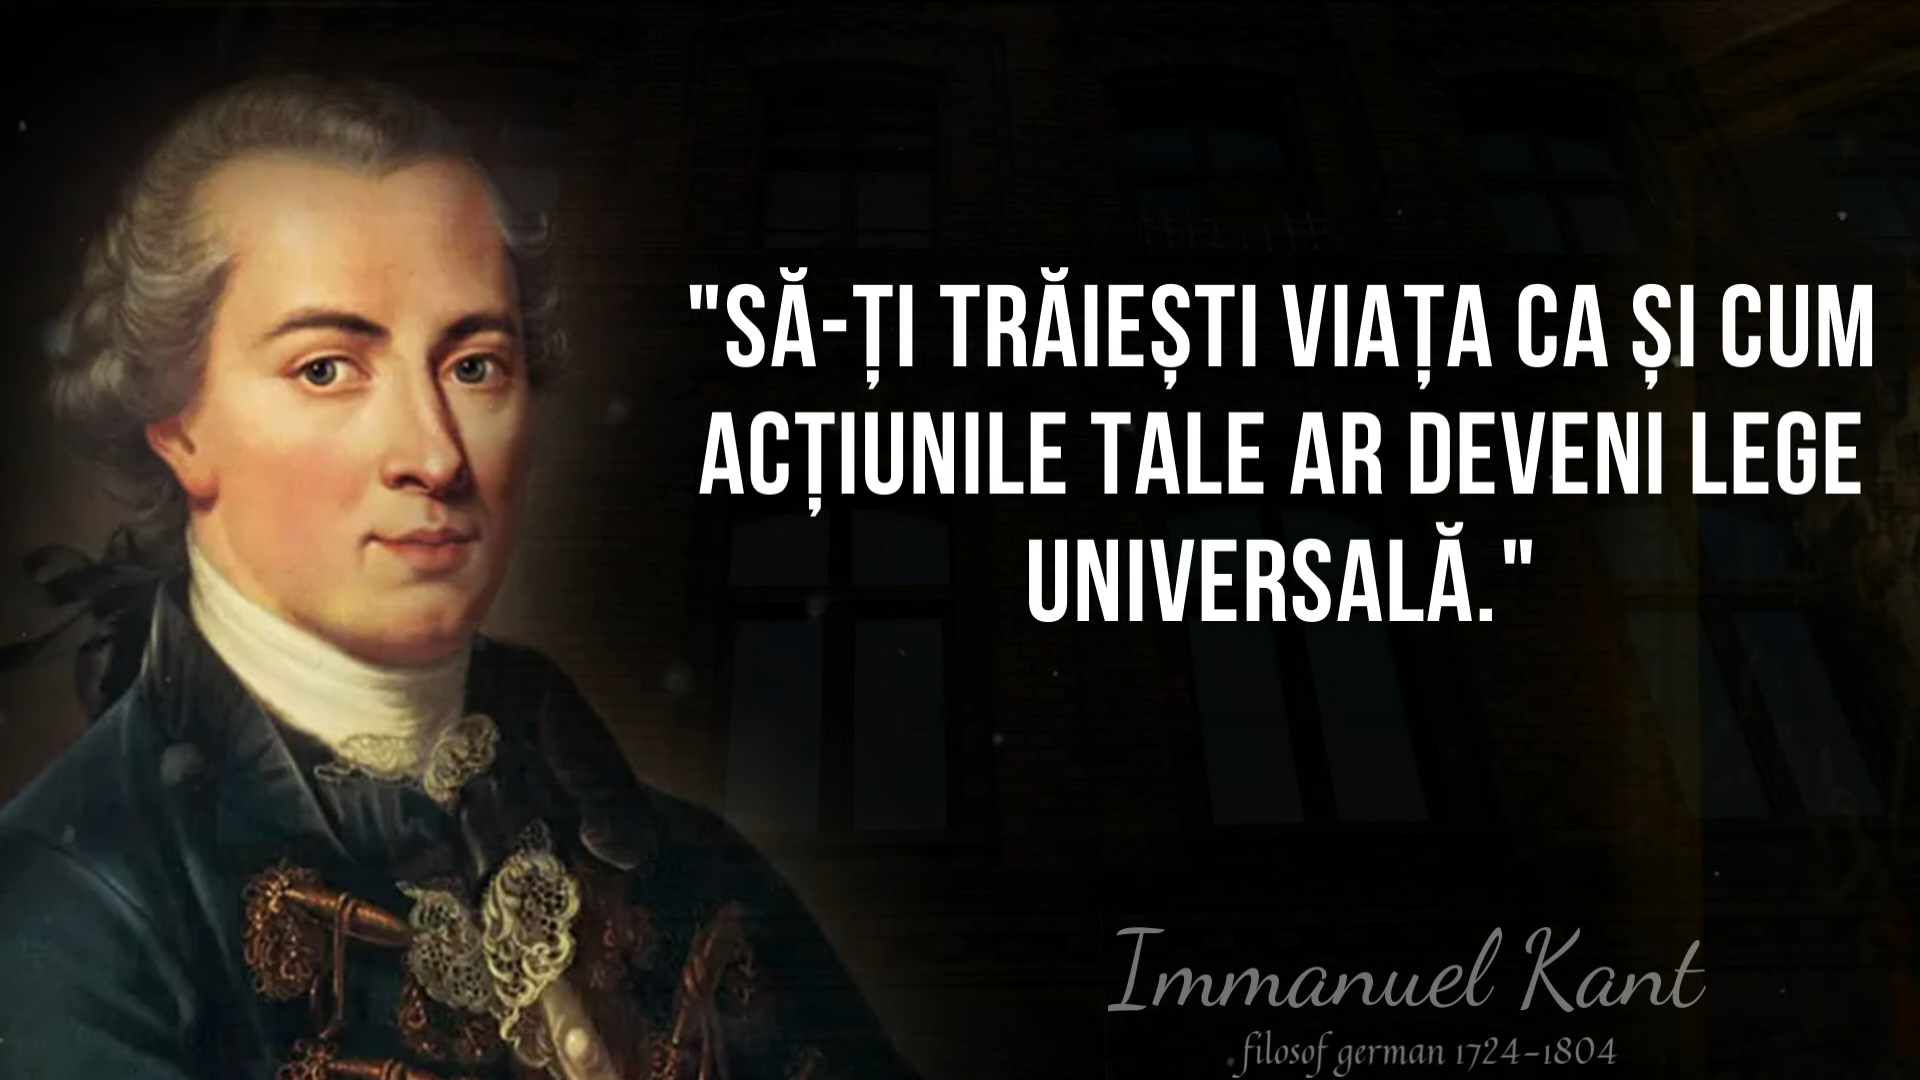 "SĂ-ȚI TRĂIEȘTI VIAȚA CA ȘI CUM
ACȚIUNILE TALE AR DEVENI LEGE
UNIVERSALĂ."
Immanuel Kant
filosof german 1724-1804